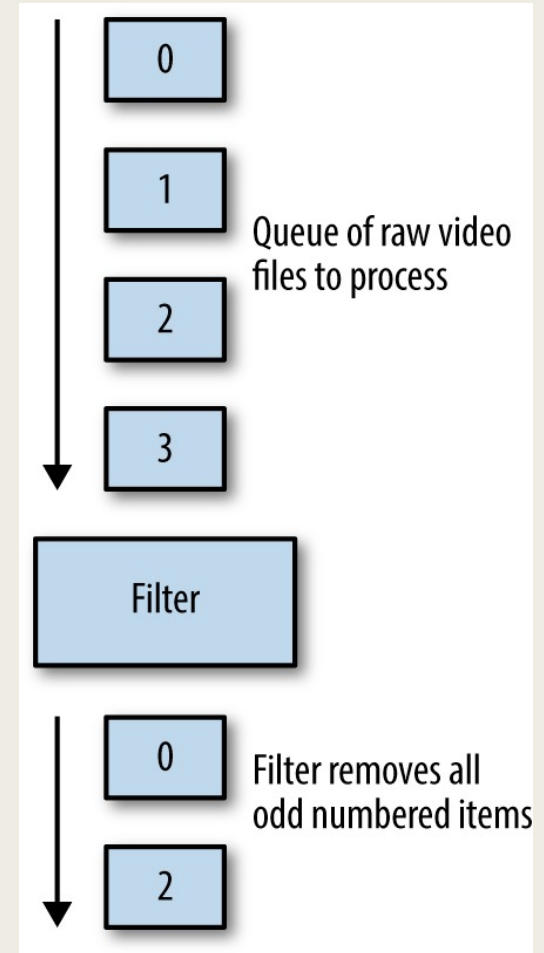 0
1
Queue of raw video
files to process
2
3
Filter
0
Filter removes all
odd numbered items
2